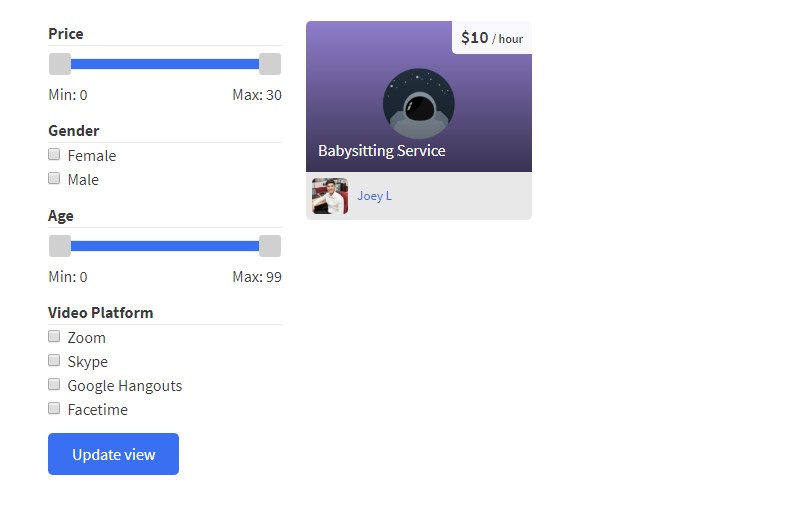 Price
Min: 0 Max: 30
Gender
Female
Male
Age
Min: 0 Max: 99
Video Platform
Zoom
Skype
Google Hangouts
Facetime
Update view
$10 / hour
Babysitting Service
Joey L